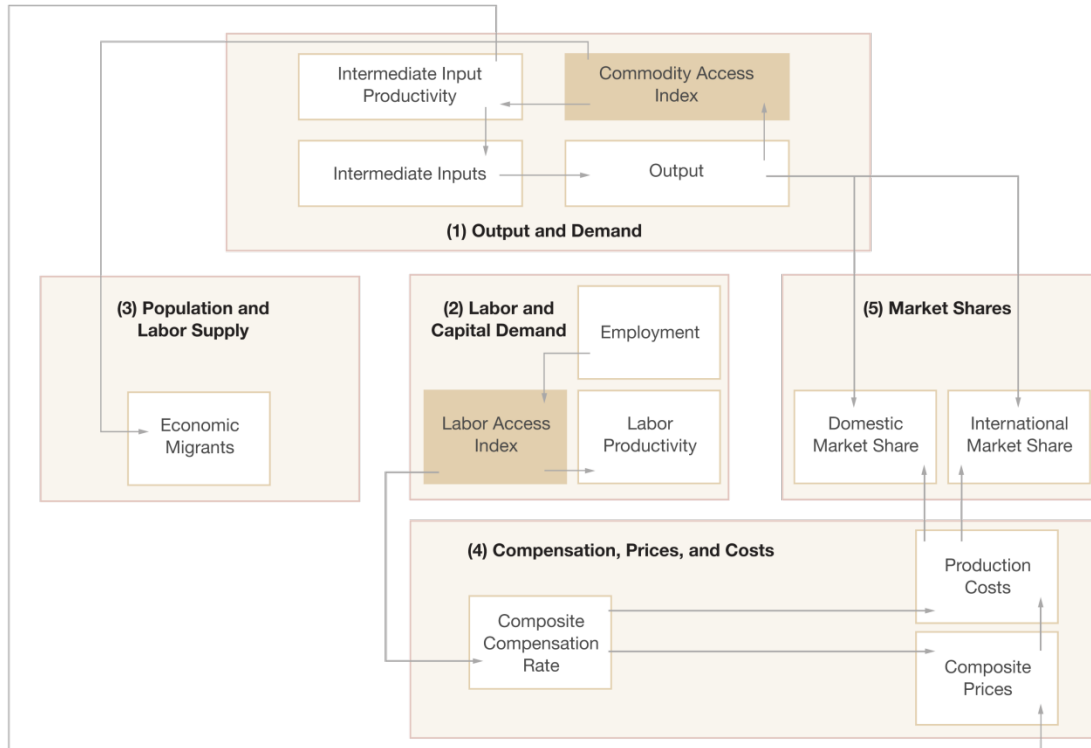 Intermediate Input
Productivity
Commodity Access
Index
Intermediate Inputs
Output
(1) Output and Demand
(3) Population and
Labor Supply
Economic
Migrants
(2) Labor and
Capital Demand
Employment
Labor Access
Index
Labor
Productivity
(5) Market Shares
Domestic
Market Share
International
Market Share
(4) Compensation, Prices, and Costs
Production
Costs
Composite
Compensation
Rate
Composite
Prices